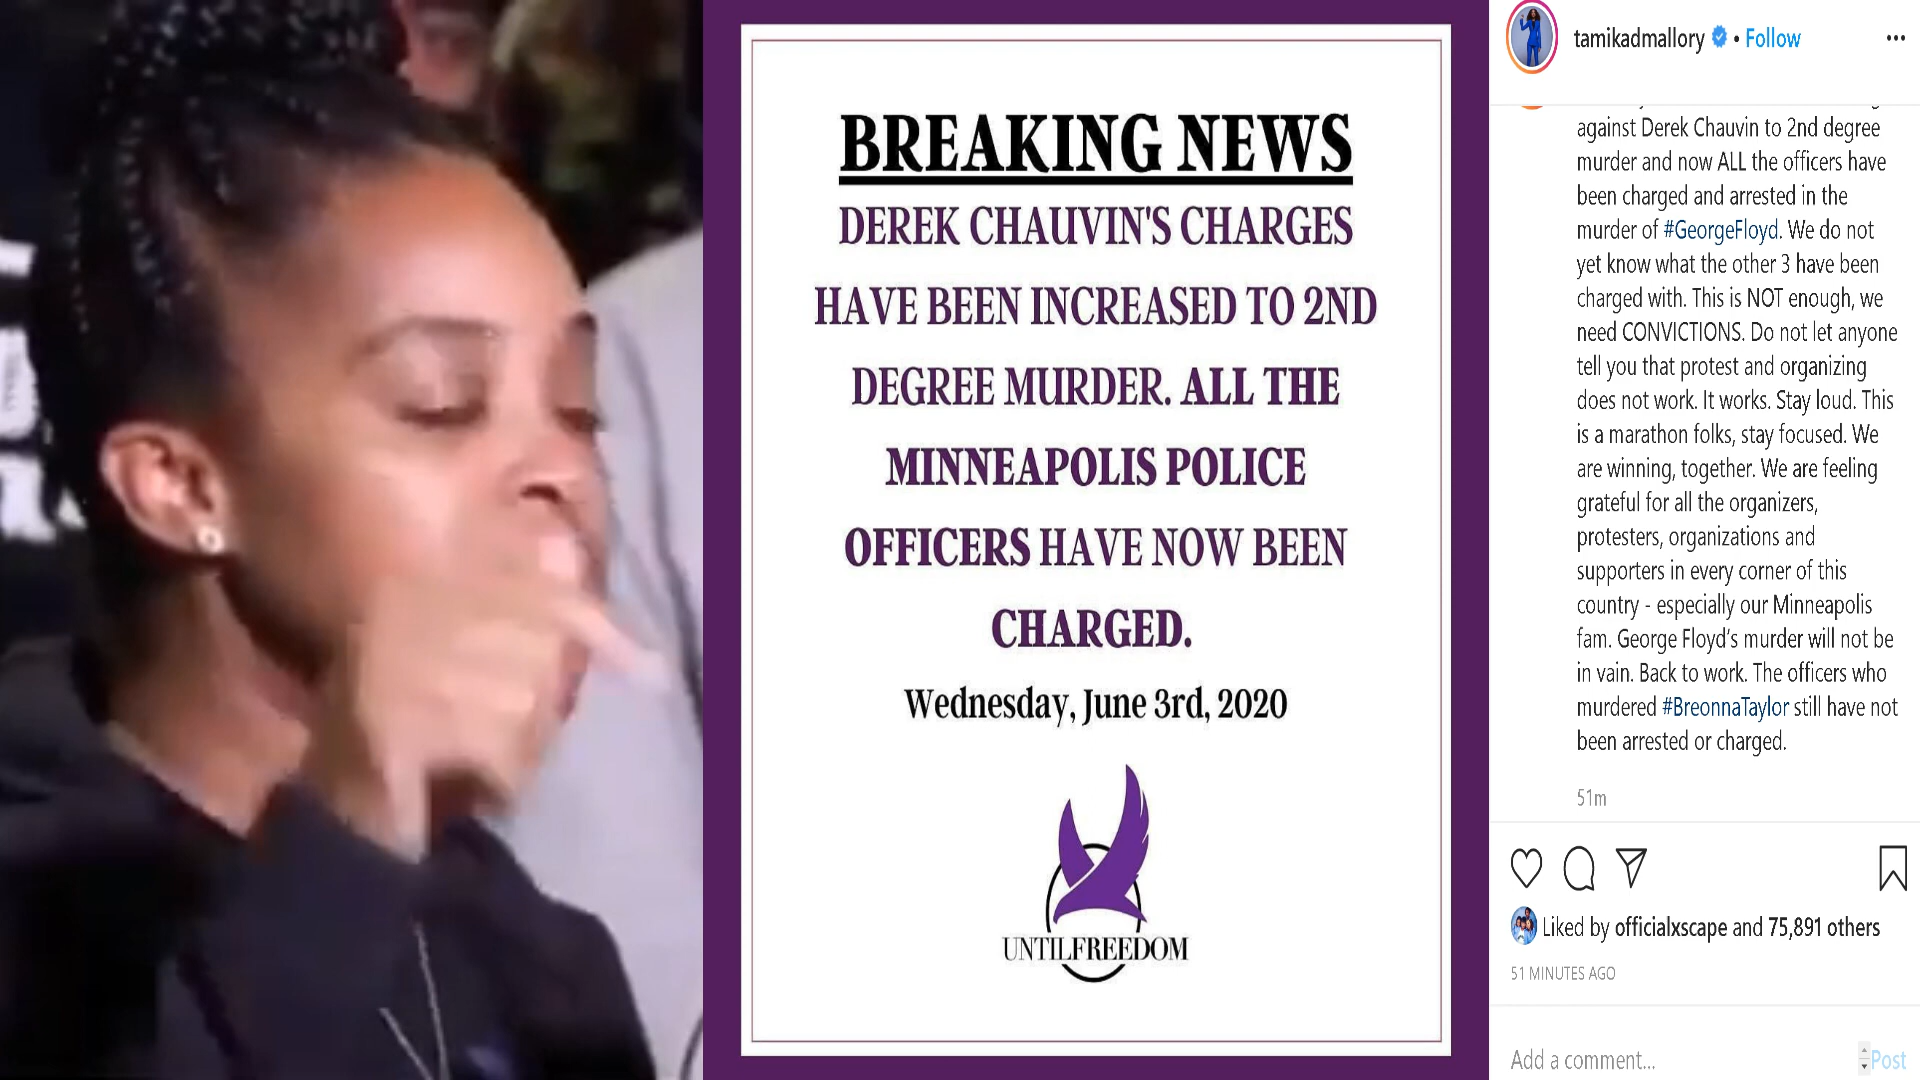 BREAKING NEWS
DEREK CHAUVIN'S CHARGES
HAVE BEEN INCREASED TO 2ND
DEGREE MURDER. ALL THE
MINNEAPOLIS POLICE
OFFICERS HAVE NOW BEEN
CHARGED.
Wednesday, June 3rd, 2020
UNTILFREEDOM
tamikadmallory • Follow
against Derek Chauvin to 2nd degree
murder and now ALL the officers have
been charged and arrested in the
murder of #GeorgeFloyd. We do not
yet know what the other 3 have been
charged with. This is NOT enough, we
need CONVICTIONS. Do not let anyone
tell you that protest and organizing
does not work. It works. Stay loud. This
is a marathon folks, stay focused. We
are winning, together. We are feeling
grateful for all the organizers,
protesters, organizations and
supporters in every corner of this
country - especially our Minneapolis
fam. George Floyd’s murder will not be
in vain. Back to work. The officers who
murdered #BreonnaTaylor still have not
been arrested or charged.
51m
Liked by officialxscape and 75,891 others
51 MINUTES AGO
Add a comment... Post